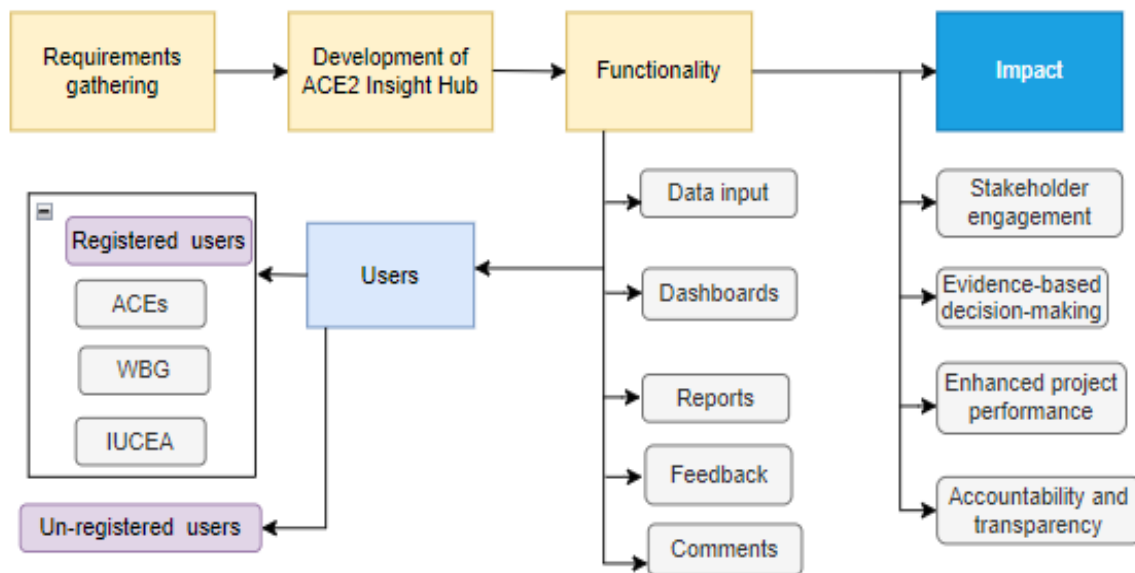 Requirements
gathering
Development of
ACE2 Insight Hub
Functionality
Impact
Data input
Dashboards
Reports
Feedback
Comments
Stakeholder
engagement
Evidence-based
decision-making
Enhanced project
performance
Accountability and
transparency
Users
Registered users
ACEs
WBG
IUCEA
Un-registered users